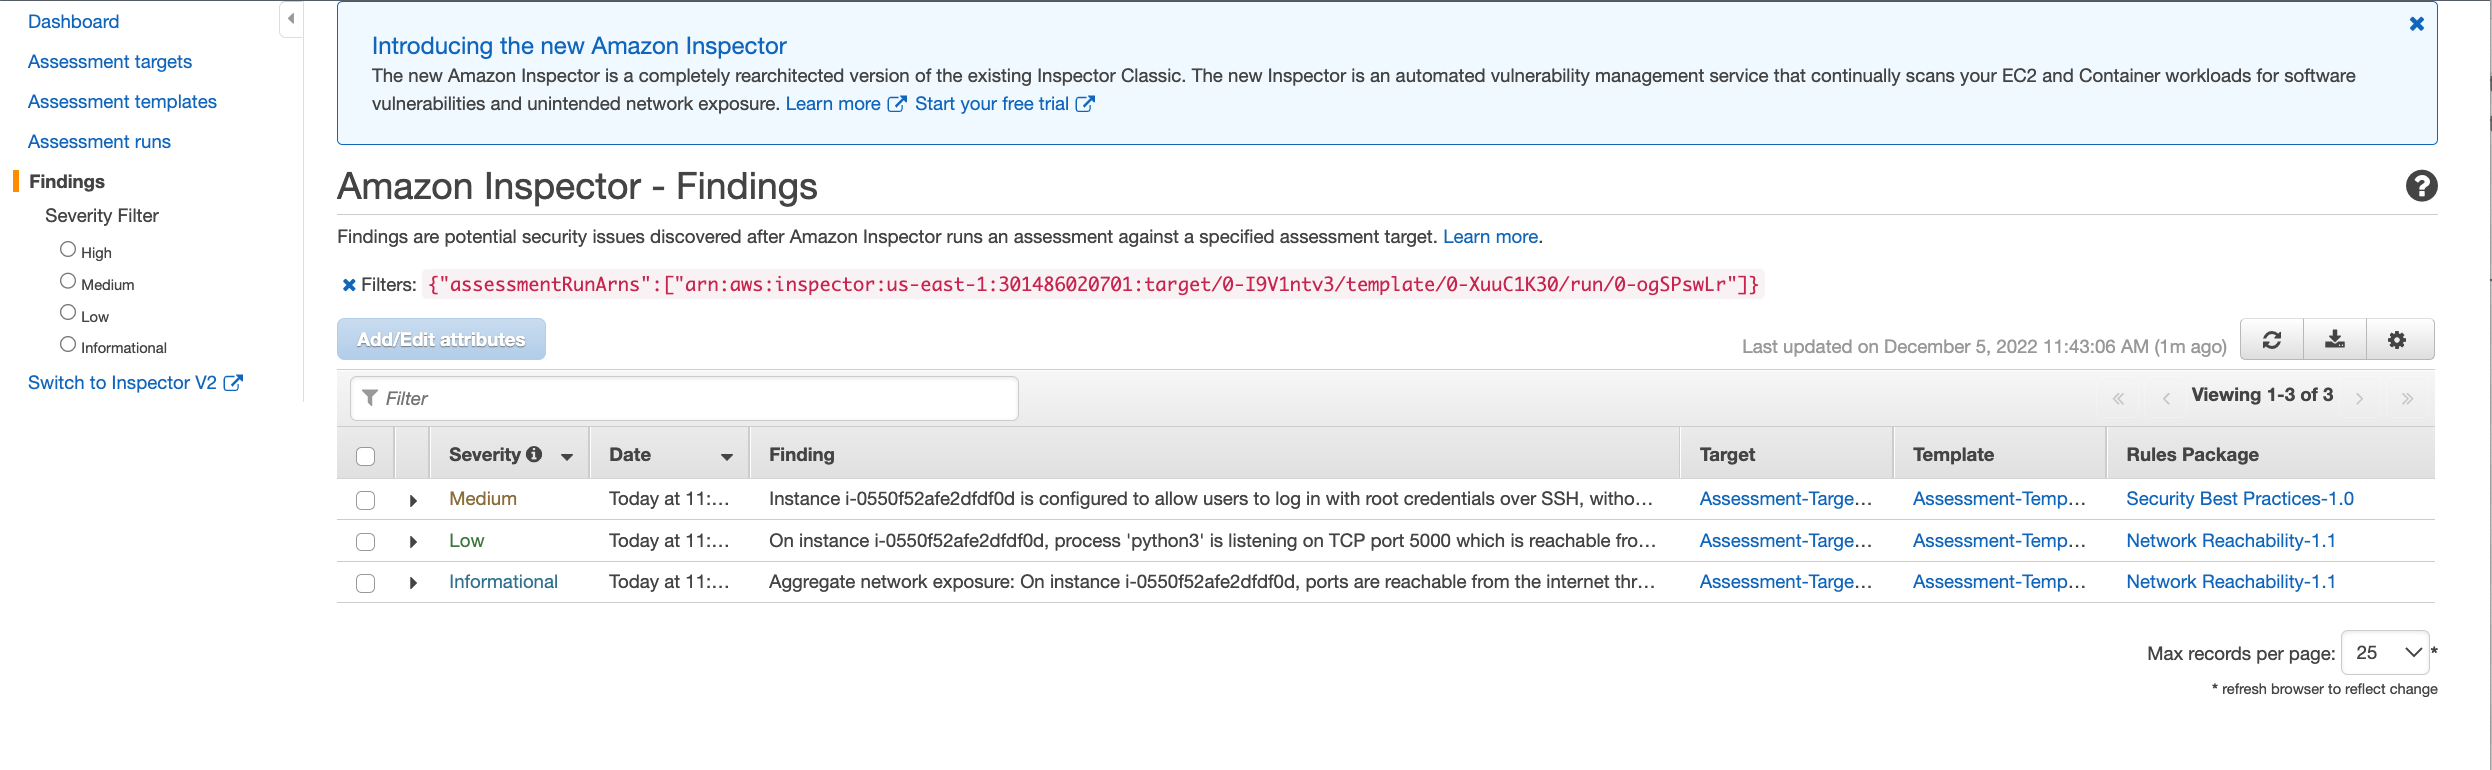 Dashboard
Assessment targets
Assessment templates
Assessment runs
Findings
Severity Filter
High
Medium
Low
Informational
Switch to Inspector V2
Introducing the new Amazon Inspector
The new Amazon Inspector is a completely rearchitected version of the existing Inspector Classic. The new Inspector is an automated vulnerability management service that continually scans your EC2 and Container workloads for software
vulnerabilities and unintended network exposure. Learn more Start your free trial
Amazon Inspector - Findings
Findings are potential security issues discovered after Amazon Inspector runs an assessment against a specified assessment target. Learn more.
Filters: {"assessmentRunArns":["arn:aws:inspector:us-east-1:301486020701:target/0-I9V1ntv3/template/0-XuuC1K30/run/0-ogSPswLr"]}
Add/Edit attributes
Last updated on December 5, 2022 11:43:06 AM (1m ago)
Filter
Viewing 1-3 of 3
Severity Date Finding Target Template Rules Package
Medium Today at 11:... Instance i-0550f52afe2dfdf0d is configured to allow users to log in with root credentials over SSH, witho... Assessment-Targe... Assessment-Temp... Security Best Practices-1.0
Low Today at 11:... On instance i-0550f52afe2dfdf0d, process 'python3' is listening on TCP port 5000 which is reachable fro... Assessment-Targe... Assessment-Temp... Network Reachability-1.1
Informational Today at 11:... Aggregate network exposure: On instance i-0550f52afe2dfdf0d, ports are reachable from the internet thr... Assessment-Targe... Assessment-Temp... Network Reachability-1.1
Max records per page: 25 *
* refresh browser to reflect change